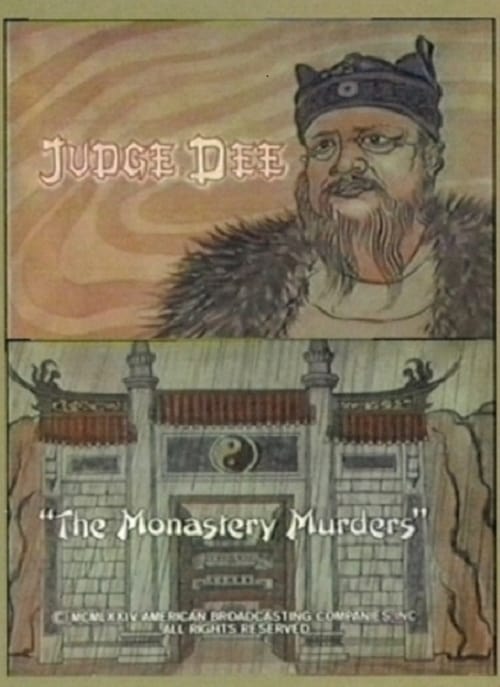 JUDGE DEE
"The Monastery Murders"
© MCMLXXIV AMERICAN BROADCASTING COMPANIES, INC.
ALL RIGHTS RESERVED